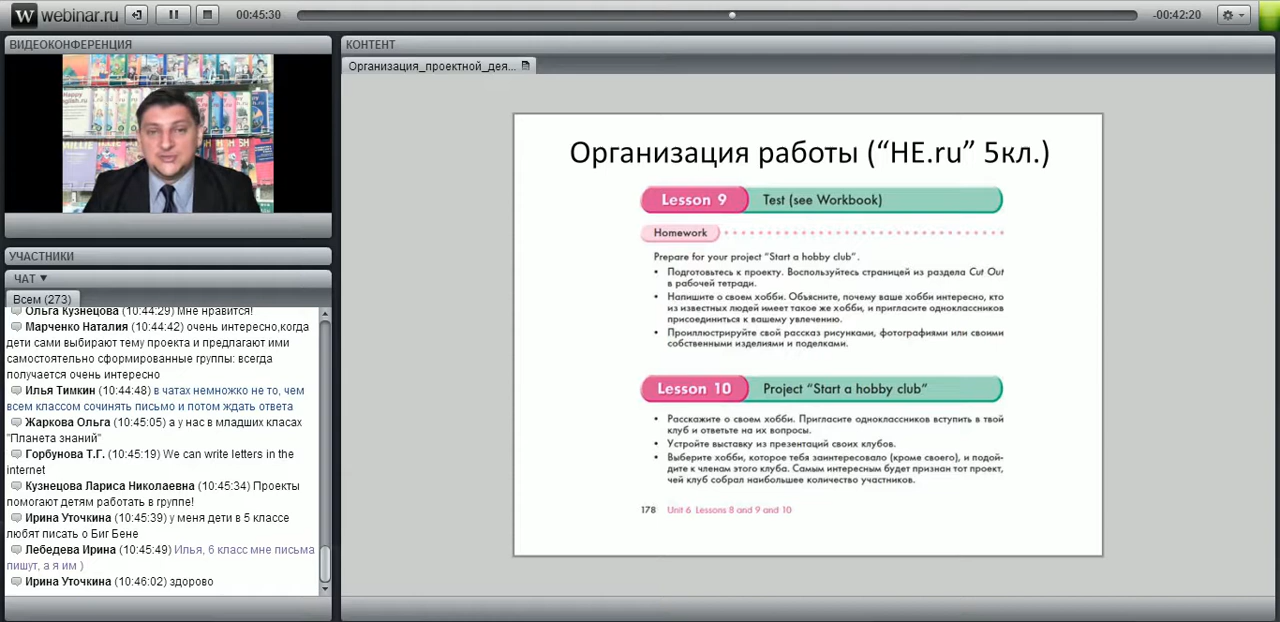 W webinar.ru
00:45:30
-00:42:20
ВИДЕОКОНФЕРЕНЦИЯ
УЧАСТНИКИ
ЧАТ
Всем (273)
Ольга Кузнецова (10:44:29) Мне нравится!
Марченко Наталия (10:44:42) очень интересно,когда
дети сами выбирают тему проекта и предлагают ими
самостоятельно сформированные группы: всегда
получается очень интересно
Илья Тимкин (10:44:48) в чатах немножко не то, чем
всем классом сочинять письмо и потом ждать ответа
Жаркова Ольга (10:45:05) а у нас в младших класах
"Планета знаний"
Горбунова Т.Г. (10:45:19) We can write letters in the
internet
Кузнецова Лариса Николаевна (10:45:34) Проекты
помогают детям работать в группе!
Ирина Уточкина (10:45:39) у меня дети в 5 классе
любят писать о Биг Бене
Лебедева Ирина (10:45:49) Илья, 6 класс мне письма
пишут, а я им )
Ирина Уточкина (10:46:02) здорово
КОНТЕНТ
Организация_проектной_дея...
Организация работы (“HE.ru” 5кл.)
Lesson 9 Test (see Workbook)
Homework
Prepare for your project “Start a hobby club”.
• Подготовьтесь к проекту. Воспользуйтесь страницей из раздела Cut Out
в рабочей тетради.
• Напишите о своем хобби. Объясните, почему ваше хобби интересно, кто
из известных людей имеет такое же хобби, и пригласите одноклассников
присоединиться к вашему увлечению.
• Проиллюстрируйте свой рассказ рисунками, фотографиями или своими
собственными изделиями и поделками.
Lesson 10 Project “Start a hobby club”
• Расскажите о своем хобби. Пригласите одноклассников вступить в твой
клуб и ответьте на их вопросы.
• Устройте выставку из презентаций своих клубов.
• Выберите хобби, которое тебя заинтересовало (кроме своего), и подой-
дите к членам этого клуба. Самым интересным будет признан тот проект,
чей клуб собрал наибольшее количество участников.
178 Unit 6 Lessons 8 and 9 and 10